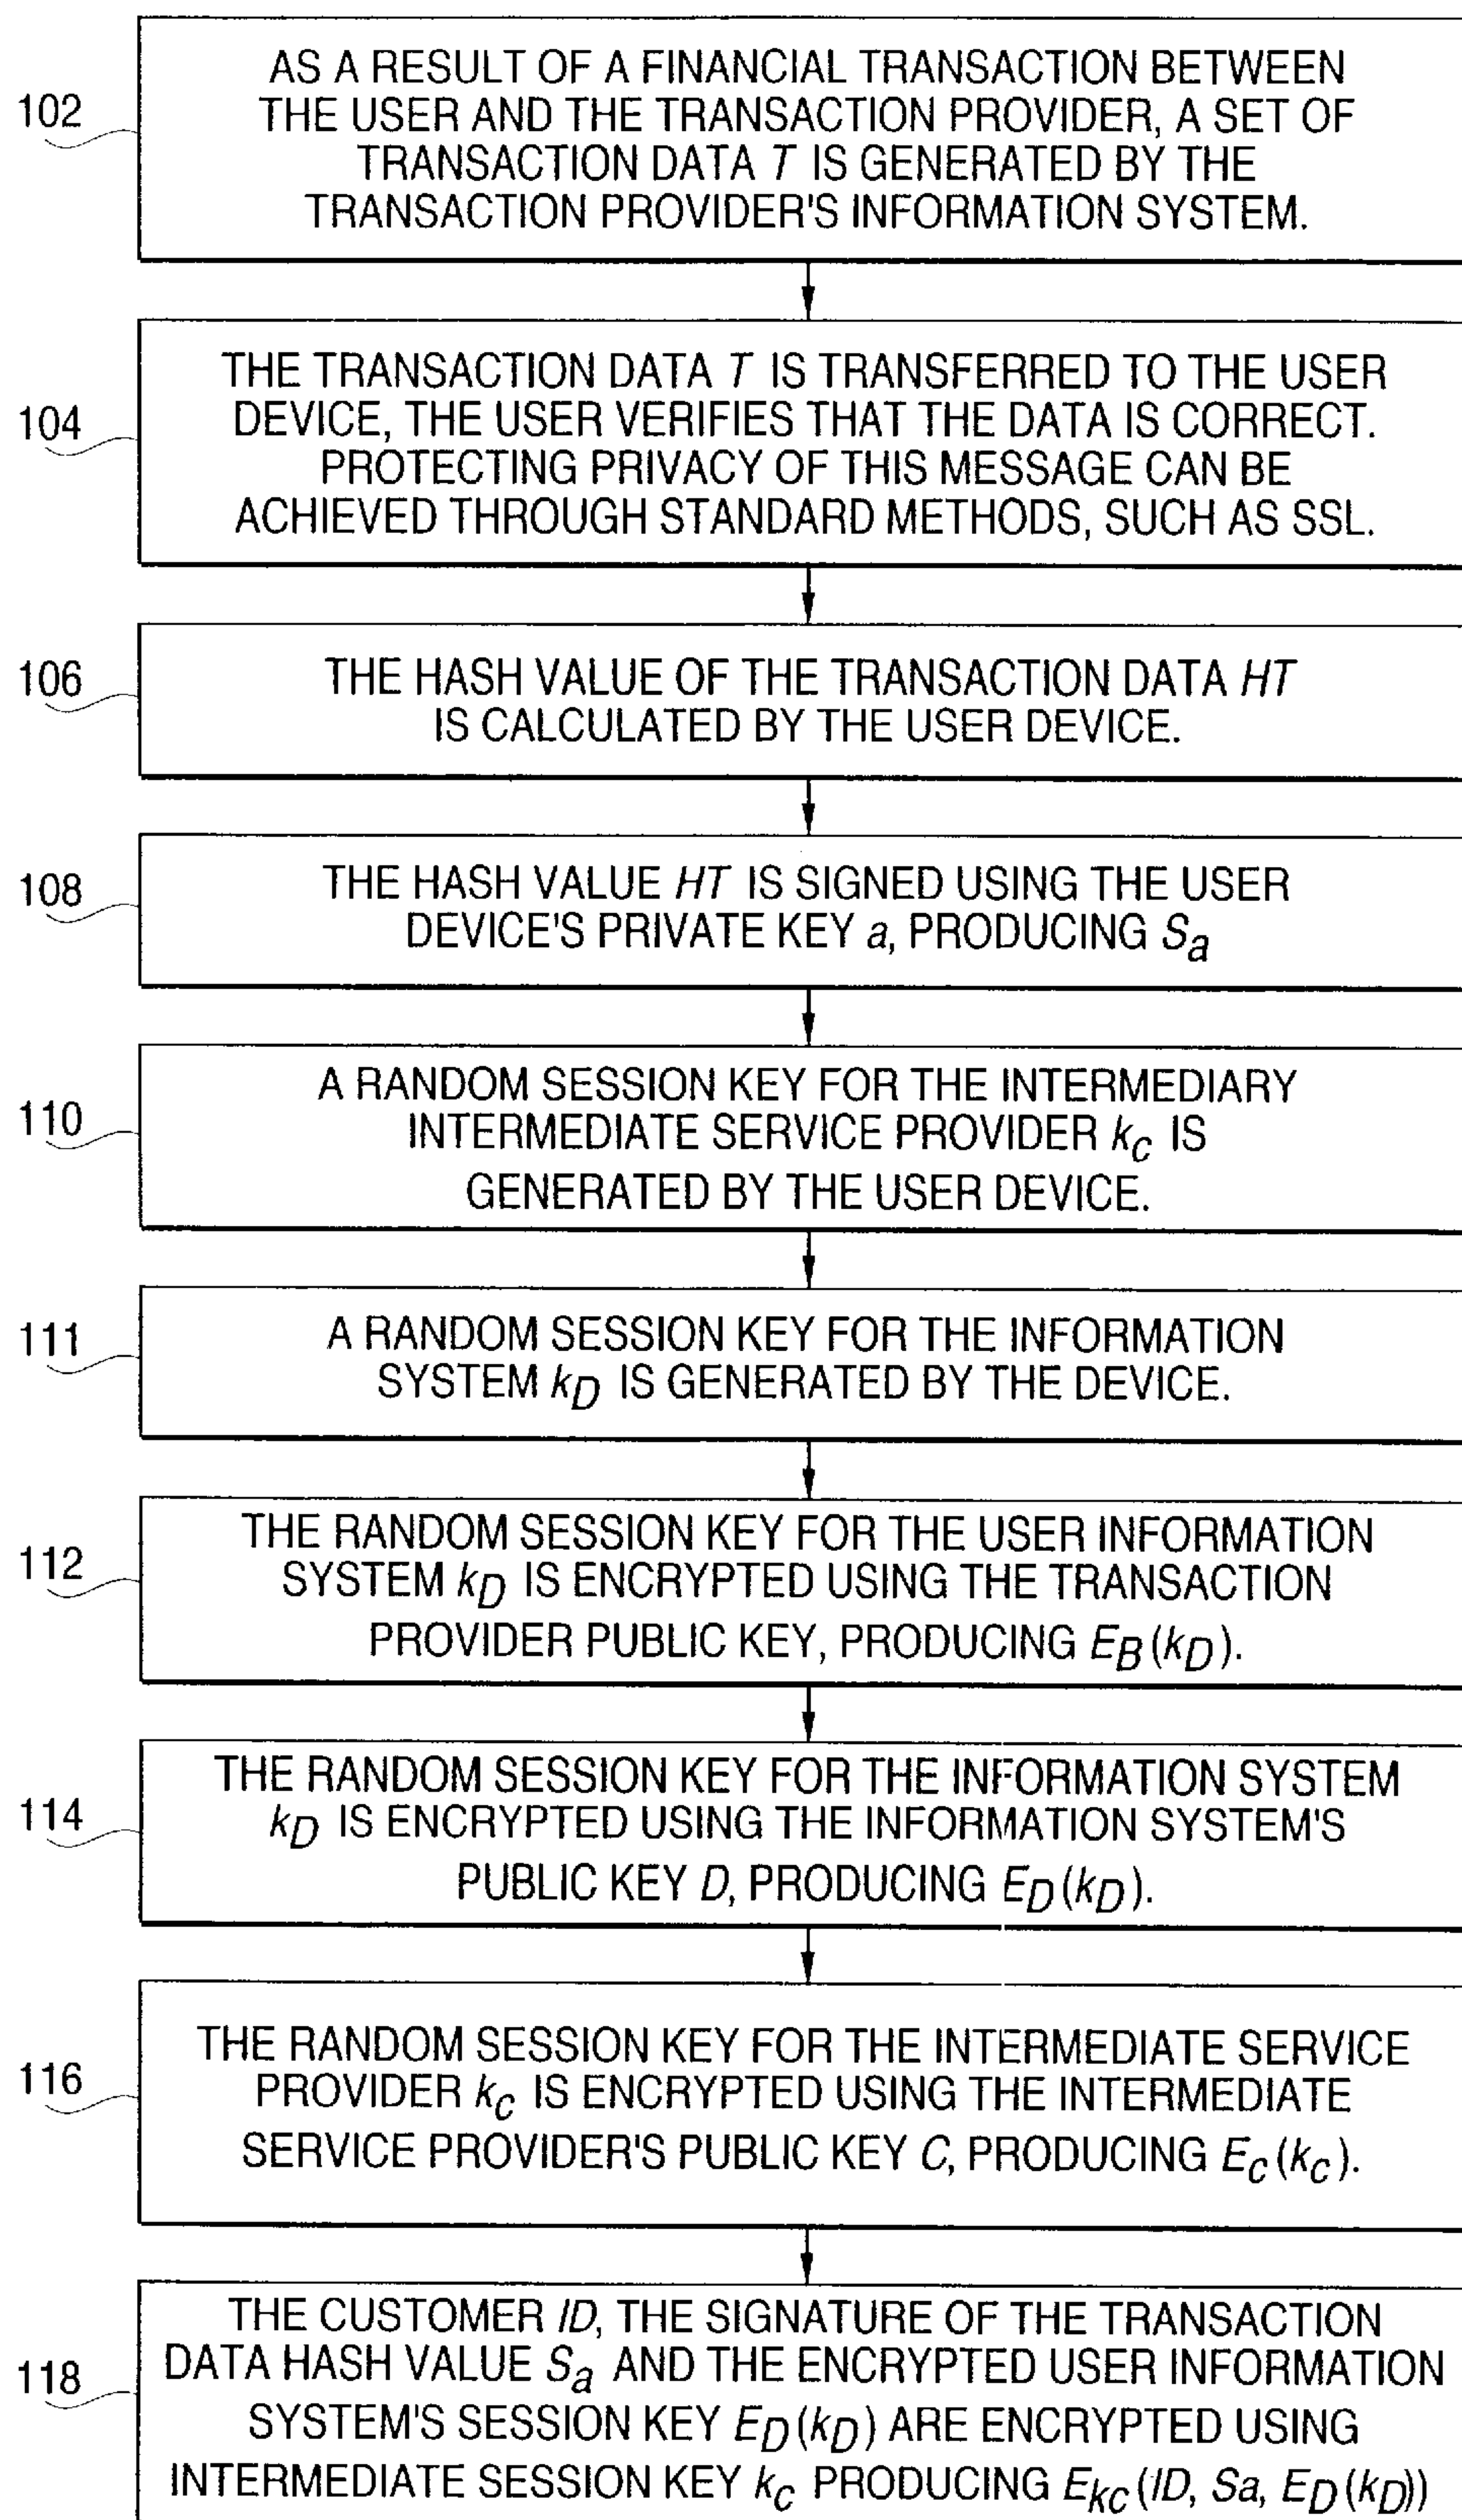 102
AS A RESULT OF A FINANCIAL TRANSACTION BETWEEN
THE USER AND THE TRANSACTION PROVIDER, A SET OF
TRANSACTION DATA T IS GENERATED BY THE
TRANSACTION PROVIDER'S INFORMATION SYSTEM.
104
THE TRANSACTION DATA T IS TRANSFERRED TO THE USER
DEVICE, THE USER VERIFIES THAT THE DATA IS CORRECT.
PROTECTING PRIVACY OF THIS MESSAGE CAN BE
ACHIEVED THROUGH STANDARD METHODS, SUCH AS SSL.
106
THE HASH VALUE OF THE TRANSACTION DATA HT
IS CALCULATED BY THE USER DEVICE.
108
THE HASH VALUE HT IS SIGNED USING THE USER
DEVICE'S PRIVATE KEY a, PRODUCING Sa
110
A RANDOM SESSION KEY FOR THE INTERMEDIARY
INTERMEDIATE SERVICE PROVIDER kc IS
GENERATED BY THE USER DEVICE.
111
A RANDOM SESSION KEY FOR THE INFORMATION
SYSTEM kD IS GENERATED BY THE DEVICE.
112
THE RANDOM SESSION KEY FOR THE USER INFORMATION
SYSTEM kD IS ENCRYPTED USING THE TRANSACTION
PROVIDER PUBLIC KEY, PRODUCING EB(kD).
114
THE RANDOM SESSION KEY FOR THE INFORMATION SYSTEM
kD IS ENCRYPTED USING THE INFORMATION SYSTEM'S
PUBLIC KEY D, PRODUCING ED(kD).
116
THE RANDOM SESSION KEY FOR THE INTERMEDIATE SERVICE
PROVIDER kc IS ENCRYPTED USING THE INTERMEDIATE
SERVICE PROVIDER'S PUBLIC KEY C, PRODUCING Ec(kc).
118
THE CUSTOMER ID, THE SIGNATURE OF THE TRANSACTION
DATA HASH VALUE Sa AND THE ENCRYPTED USER INFORMATION
SYSTEM'S SESSION KEY ED(kD) ARE ENCRYPTED USING
INTERMEDIATE SESSION KEY kc PRODUCING Ekc(ID, Sa, ED(kD))